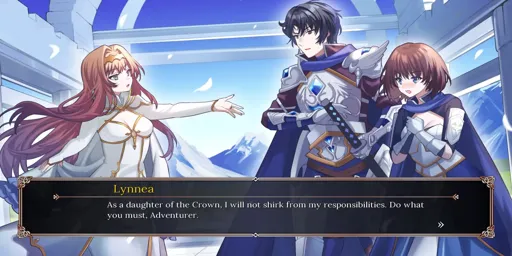 Lynnea
As a daughter of the Crown, I will not shirk from my responsibilities. Do what
you must, Adventurer.
»